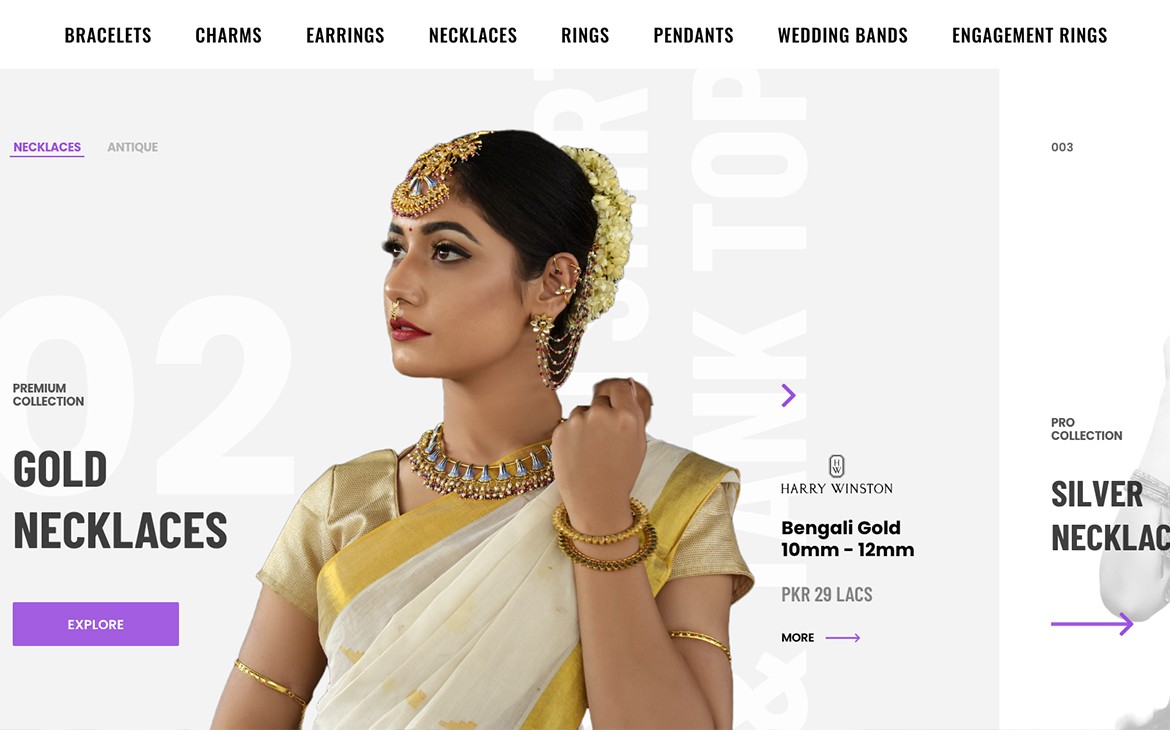 BRACELETS
CHARMS
EARRINGS
NECKLACES
RINGS
PENDANTS
WEDDING BANDS
ENGAGEMENT RINGS
NECKLACES
ANTIQUE
02
PREMIUM
COLLECTION
GOLD
NECKLACES
EXPLORE
& TANK TOP
HW
HARRY WINSTON
Bengali Gold
10mm - 12mm
PKR 29 LACS
MORE
003
PRO
COLLECTION
SILVER
NECKLAC